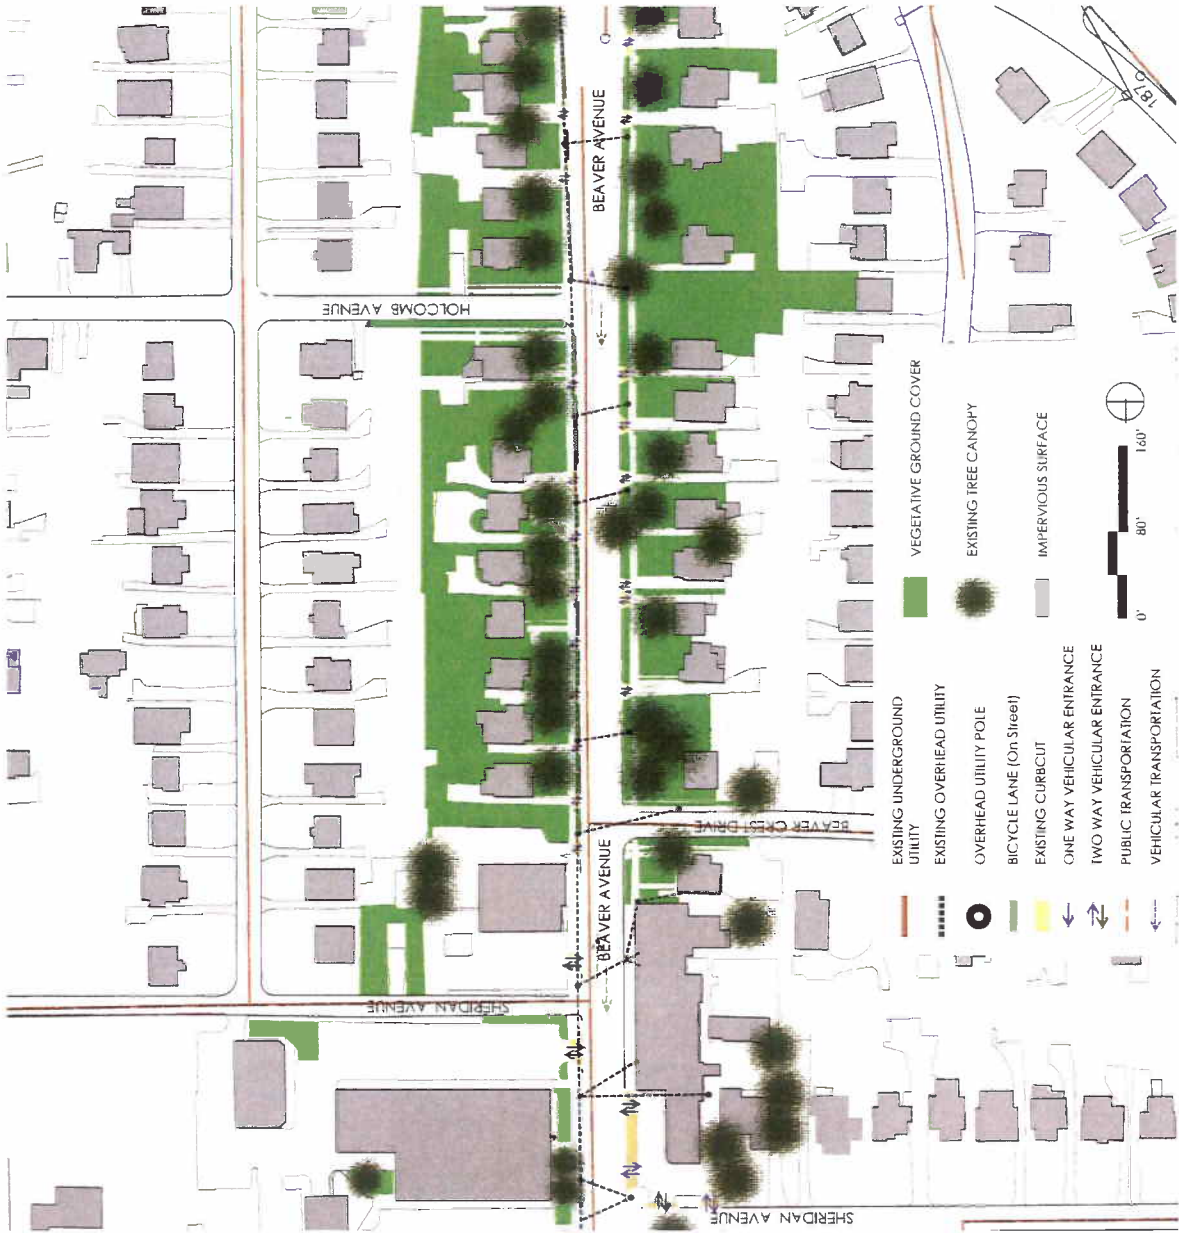 BEAVER AVENUE
HOLCOMB AVENUE
BEAVER AVENUE
BEAVER CREST DRIVE
SHERIDAN AVENUE
SHERIDAN AVENUE
187
EXISTING UNDERGROUND
UTILITY
EXISTING OVERHEAD UTILITY
OVERHEAD UTILITY POLE
BICYCLE LANE (On Street)
EXISTING CURBCUT
ONE WAY VEHICULAR ENTRANCE
TWO WAY VEHICULAR ENTRANCE
PUBLIC TRANSPORTATION
VEHICULAR TRANSPORTATION
VEGETATIVE GROUND COVER
EXISTING TREE CANOPY
IMPERVIOUS SURFACE
0' 80' 160'